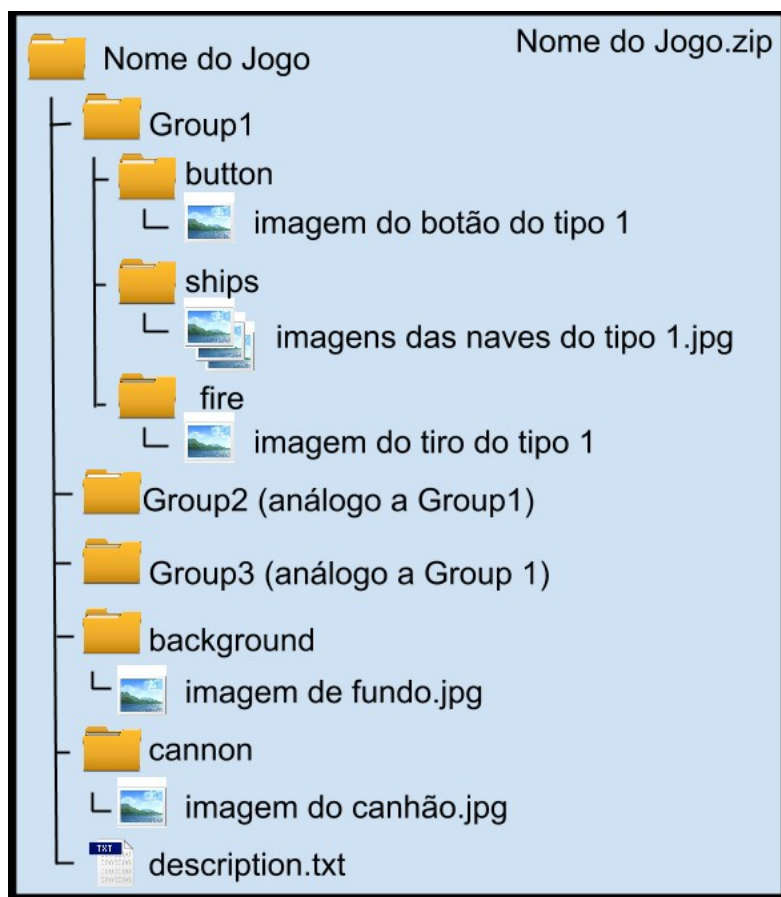 Nome do Jogo.zip
Nome do Jogo
Group1
button
imagem do botão do tipo 1
ships
imagens das naves do tipo 1.jpg
fire
imagem do tiro do tipo 1
Group2 (análogo a Group1)
Group3 (análogo a Group 1)
background
imagem de fundo.jpg
cannon
imagem do canhão.jpg
TXT
description.txt